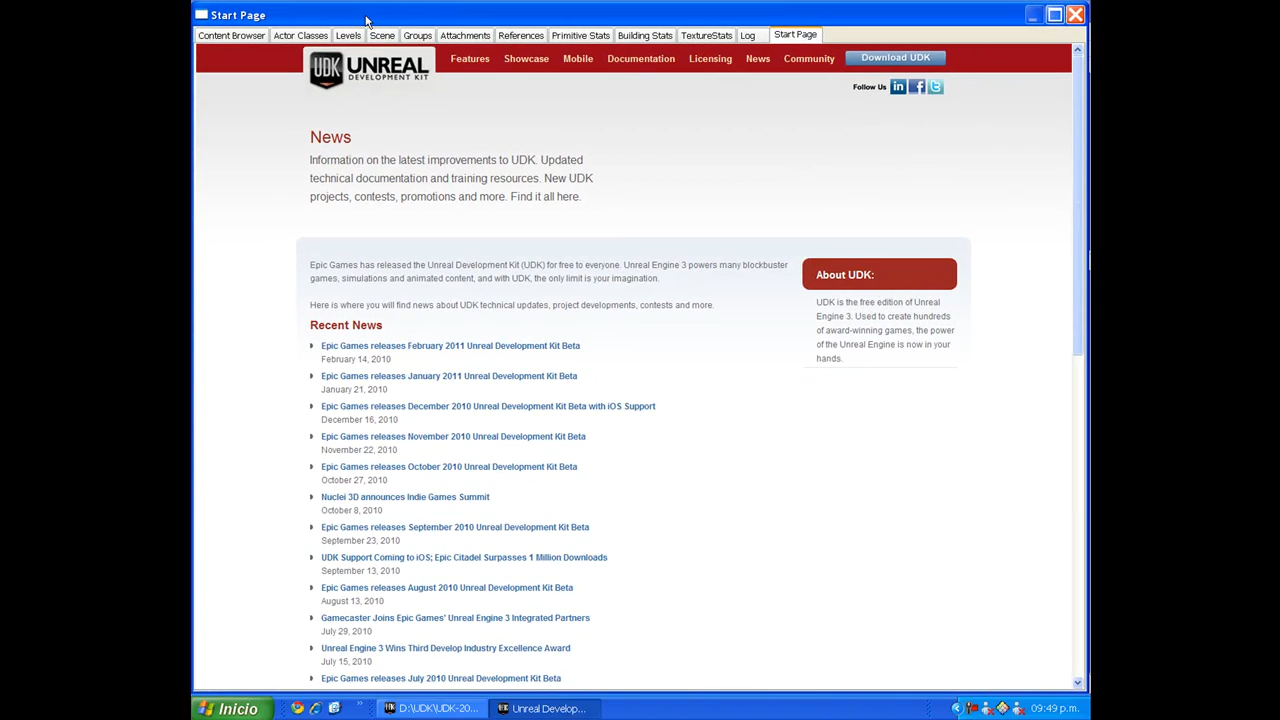 Start Page
Content Browser Actor Classes Levels Scene Groups Attachments References Primitive Stats Building Stats TextureStats Log Start Page
UDK UNREAL
DEVELOPMENT KIT
Features Showcase Mobile Documentation Licensing News Community Download UDK
Follow Us in f t
News
Information on the latest improvements to UDK. Updated
technical documentation and training resources. New UDK
projects, contests, promotions and more. Find it all here.
Epic Games has released the Unreal Development Kit (UDK) for free to everyone. Unreal Engine 3 powers many blockbuster
games, simulations and animated content, and with UDK, the only limit is your imagination.
Here is where you will find news about UDK technical updates, project developments, contests and more.
Recent News
Epic Games releases February 2011 Unreal Development Kit Beta
February 14, 2010
Epic Games releases January 2011 Unreal Development Kit Beta
January 21, 2010
Epic Games releases December 2010 Unreal Development Kit Beta with iOS Support
December 16, 2010
Epic Games releases November 2010 Unreal Development Kit Beta
November 22, 2010
Epic Games releases October 2010 Unreal Development Kit Beta
October 27, 2010
Nuclei 3D announces Indie Games Summit
October 8, 2010
Epic Games releases September 2010 Unreal Development Kit Beta
September 23, 2010
UDK Support Coming to iOS; Epic Citadel Surpasses 1 Million Downloads
September 13, 2010
Epic Games releases August 2010 Unreal Development Kit Beta
August 13, 2010
Gamecaster Joins Epic Games' Unreal Engine 3 Integrated Partners
July 29, 2010
Unreal Engine 3 Wins Third Develop Industry Excellence Award
July 15, 2010
Epic Games releases July 2010 Unreal Development Kit Beta
About UDK:
UDK is the free edition of Unreal
Engine 3. Used to create hundreds
of award-winning games, the power
of the Unreal Engine is now in your
hands.
Inicio D:\UDK\UDK-20... Unreal Develop... 09:49 p.m.